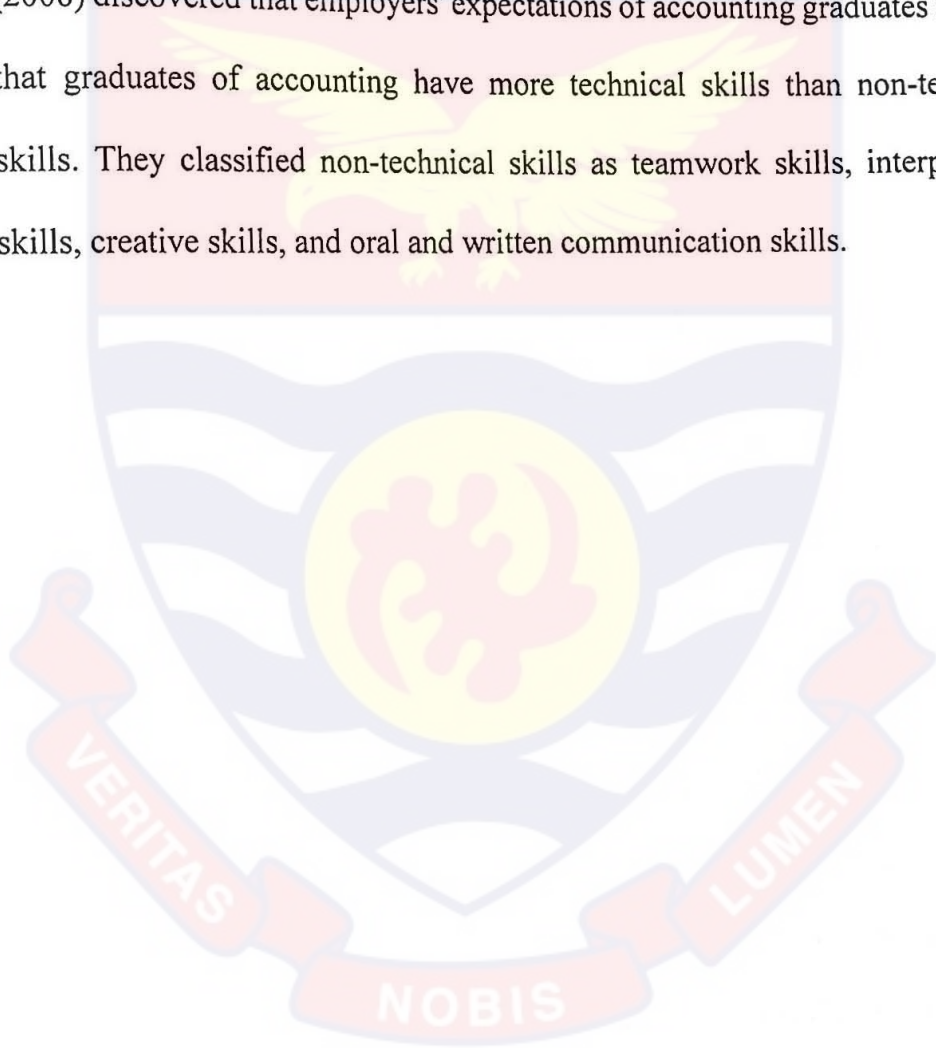 (2006) discovered that employers' expectations of accounting graduates
that graduates of accounting have more technical skills than non-te
skills. They classified non-technical skills as teamwork skills, interp
skills, creative skills, and oral and written communication skills.
VERITAS
NOBIS
LUMEN